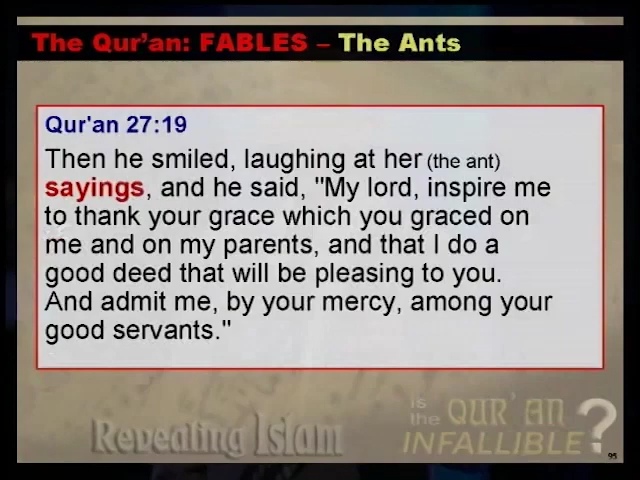 The Qur'an: FABLES – The Ants
Qur'an 27:19
Then he smiled, laughing at her (the ant)
sayings, and he said, "My lord, inspire me
to thank your grace which you graced on
me and on my parents, and that I do a
good deed that will be pleasing to you.
And admit me, by your mercy, among your
good servants."
Is
the QUR'AN
INFALLIBLE?
Revealing Islam
95